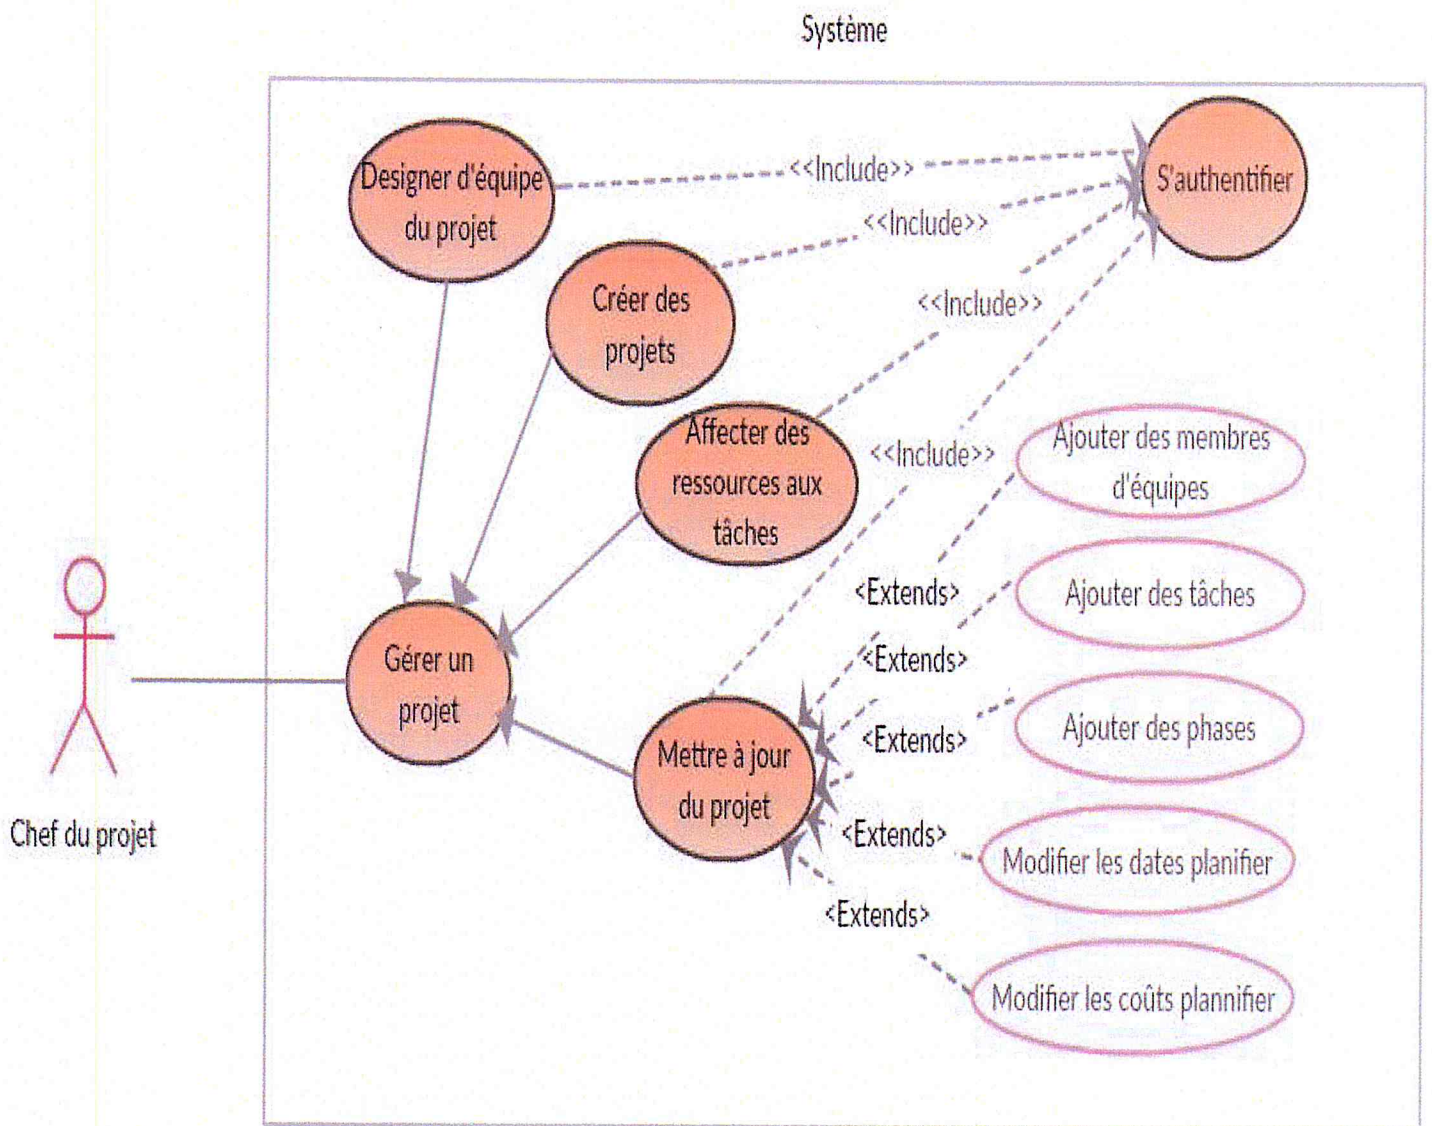 Système
Designer d'équipe
du projet
<<Include>>
S'authentifier
<<Include>>
Créer des
projets
<<Include>>
Affecter des
ressources aux
tâches
<<Include>>
Ajouter des membres
d'équipes
<Extends>
Ajouter des tâches
<Extends>
Gérer un
projet
<Extends>
Ajouter des phases
Mettre à jour
du projet
Chef du projet
<Extends>
Modifier les dates planifier
<Extends>
Modifier les coûts plannifier